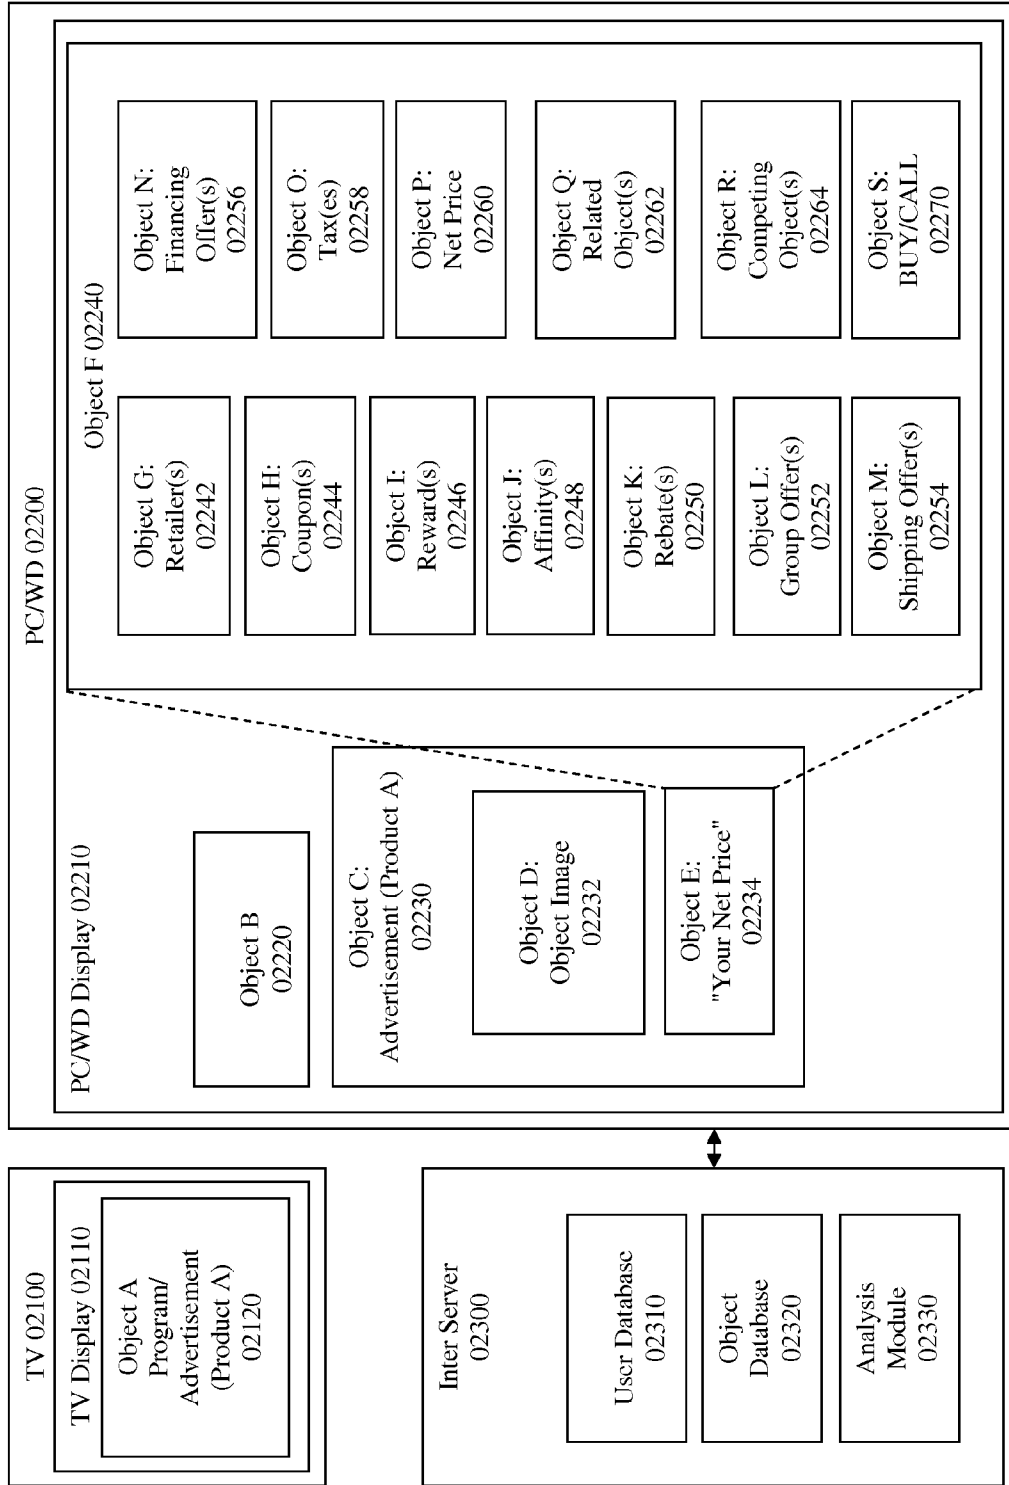 TV 02100
TV Display 02110
Object A
Program/
Advertisement
(Product A)
02120
Inter Server
02300
User Database
02310
Object
Database
02320
Analysis
Module
02330
PC/WD 02200
PC/WD Display 02210
Object B
02220
Object C:
Advertisement (Product A)
02230
Object D:
Object Image
02232
Object E:
"Your Net Price"
02234
Object F 02240
Object G:
Retailer(s)
02242
Object H:
Coupon(s)
02244
Object I:
Reward(s)
02246
Object J:
Affinity(s)
02248
Object K:
Rebate(s)
02250
Object L:
Group Offer(s)
02252
Object M:
Shipping Offer(s)
02254
Object N:
Financing
Offer(s)
02256
Object O:
Tax(es)
02258
Object P:
Net Price
02260
Object Q:
Related
Object(s)
02262
Object R:
Competing
Object(s)
02264
Object S:
BUY/CALL
02270